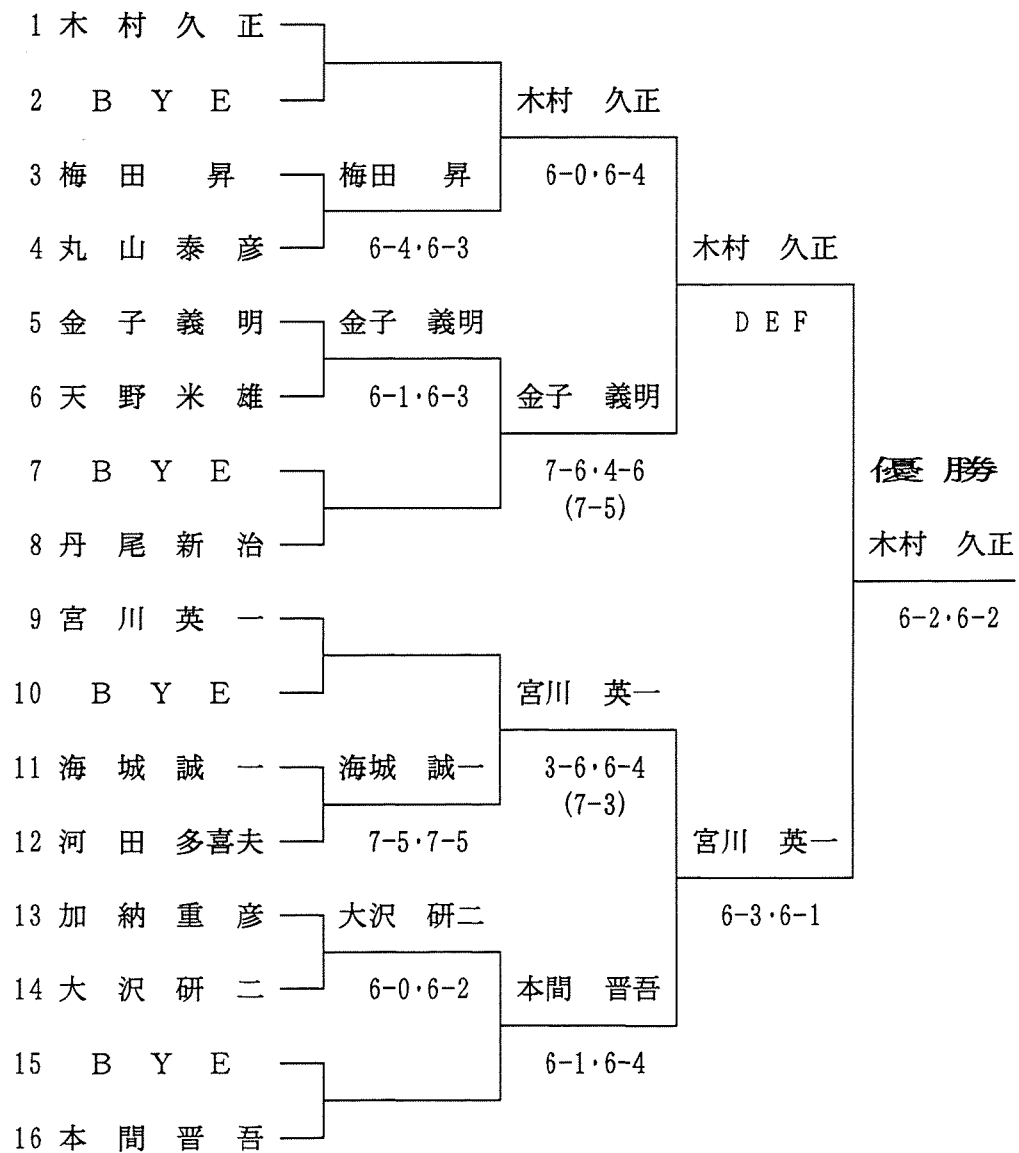 1 木村久正
2 BYE
木村 久正
3 梅田 昇
梅田 昇
6-0・6-4
4 丸山泰彦
6-4・6-3
木村 久正
5 金子義明
金子 義明
DEF
6 天野米雄
6-1・6-3
金子 義明
7 BYE
7-6・4-6
(7-5)
優勝
8 丹尾新治
木村 久正
9 宮川英一
6-2・6-2
10 BYE
宮川 英一
11 海城誠一
海城 誠一
3-6・6-4
(7-3)
12 河田多喜夫
7-5・7-5
宮川 英一
13 加納重彦
大沢 研二
6-3・6-1
14 大沢研二
6-0・6-2
本間 晋吾
15 BYE
6-1・6-4
16 本間晋吾